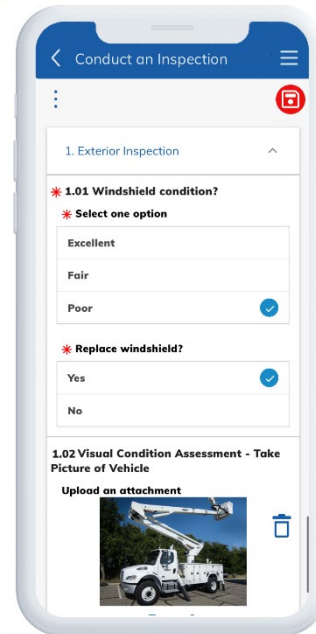 Conduct an Inspection
1. Exterior Inspection
* 1.01 Windshield condition?
* Select one option
Excellent
Fair
Poor
* Replace windshield?
Yes
No
1.02 Visual Condition Assessment - Take
Picture of Vehicle
Upload an attachment